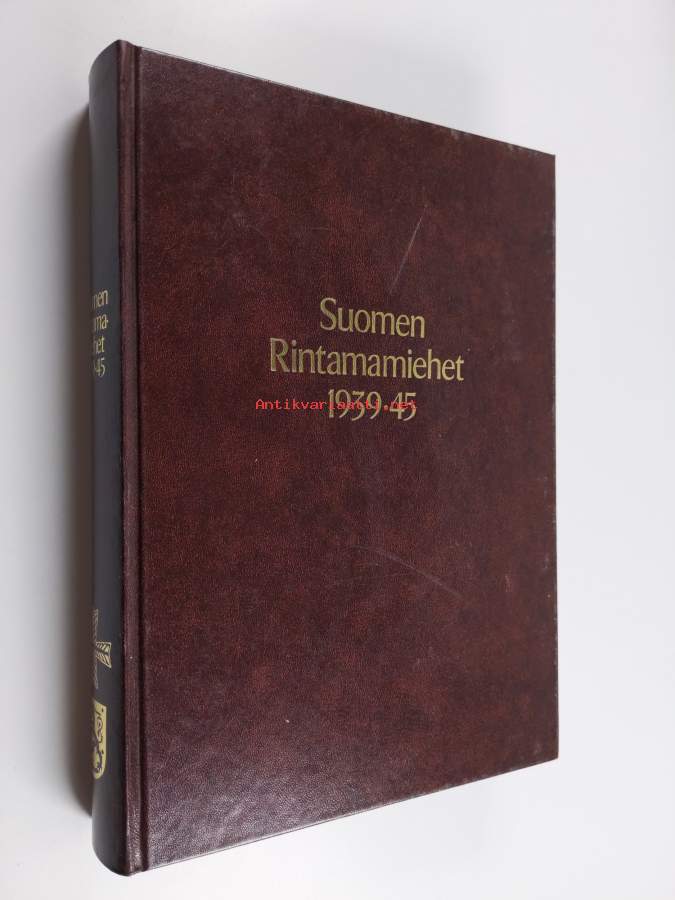 Suomen
Rintamamiehet
1939-45
Antikvariaatti.net